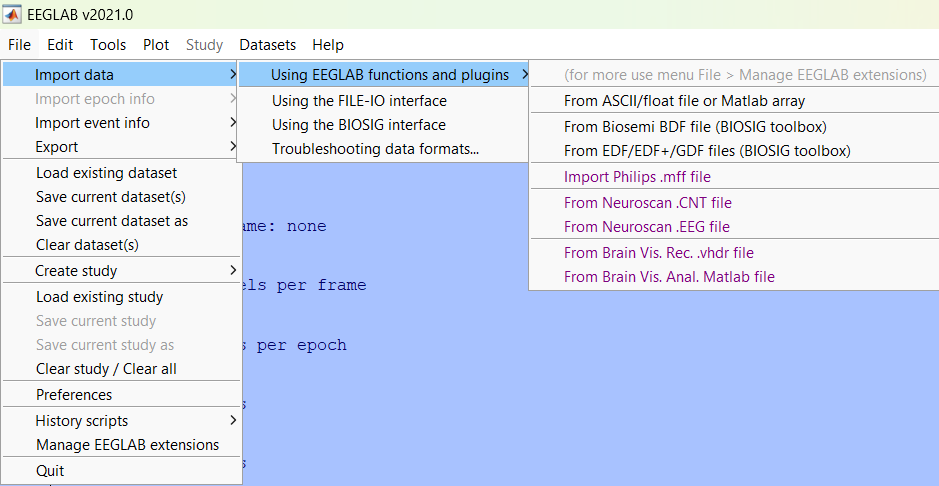 EEGLAB v2021.0
File Edit Tools Plot Study Datasets Help
Import data
Import epoch info
Import event info
Export
Load existing dataset
Save current dataset(s)
Save current dataset as
Clear dataset(s)
Create study
Load existing study
Save current study
Save current study as
Clear study / Clear all
Preferences
History scripts
Manage EEGLAB extensions
Quit
Using EEGLAB functions and plugins
Using the FILE-IO interface
Using the BIOSIG interface
Troubleshooting data formats...
(for more use menu File > Manage EEGLAB extensions)
From ASCII/float file or Matlab array
From Biosemi BDF file (BIOSIG toolbox)
From EDF/EDF+/GDF files (BIOSIG toolbox)
Import Philips .mff file
From Neuroscan .CNT file
From Neuroscan .EEG file
From Brain Vis. Rec. .vhdr file
From Brain Vis. Anal. Matlab file
ame: none
els per frame
s per epoch
s
s